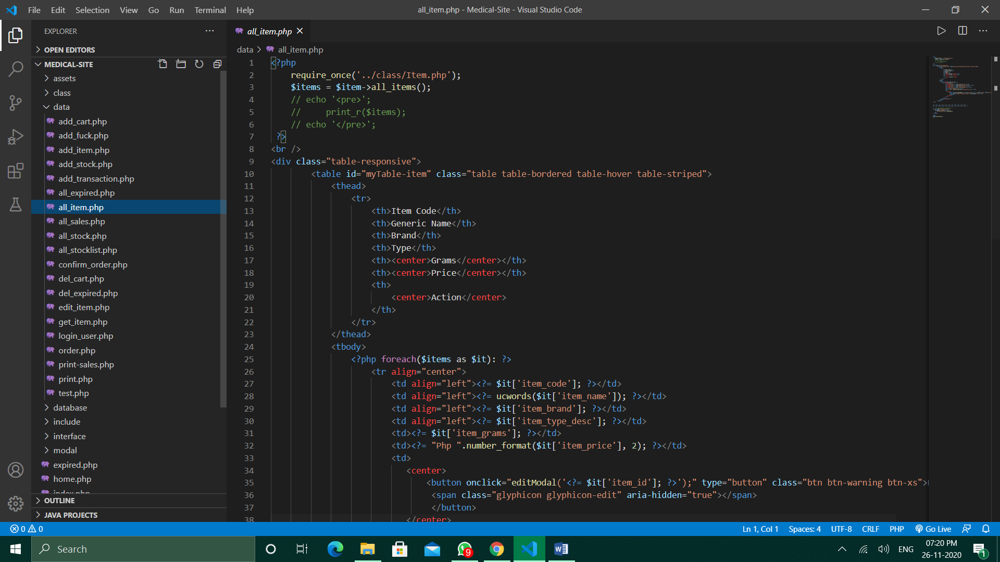 File Edit Selection View Go Run Terminal Help
all_item.php - Medical-Site - Visual Studio Code
EXPLORER
OPEN EDITORS
MEDICAL-SITE
assets
class
data
add_cart.php
add_fuck.php
add_item.php
add_stock.php
add_transaction.php
all_expired.php
all_item.php
all_sales.php
all_stock.php
all_stocklist.php
confirm_order.php
del_cart.php
del_expired.php
edit_item.php
get_item.php
login_user.php
order.php
print-sales.php
print.php
test.php
database
include
interface
modal
expired.php
home.php
index.php
OUTLINE
JAVA PROJECTS
all_item.php
data > all_item.php
1 <?php
2 require_once('../class/Item.php');
3 $items = $item->all_items();
4 // echo '<pre>';
5 //     print_r($items);
6 // echo '</pre>';
7 ?>
8 <br />
9 <div class="table-responsive">
10 <table id="myTable-item" class="table table-bordered table-hover table-striped">
11 <thead>
12 <tr>
13 <th>Item Code</th>
14 <th>Generic Name</th>
15 <th>Brand</th>
16 <th>Type</th>
17 <th><center>Grams</center></th>
18 <th><center>Price</center></th>
19 <th>
20 <center>Action</center>
21 </th>
22 </tr>
23 </thead>
24 <tbody>
25 <?php foreach($items as $it): ?>
26 <tr align="center">
27 <td align="left"><?= $it['item_code']; ?></td>
28 <td align="left"><?= ucwords($it['item_name']); ?></td>
29 <td align="left"><?= $it['item_brand']; ?></td>
30 <td align="left"><?= $it['item_type_desc']; ?></td>
31 <td><?= $it['item_grams']; ?></td>
32 <td><?= "Php ".number_format($it['item_price'], 2); ?></td>
33 <td>
34 <center>
35 <button onclick="editModal('<?= $it['item_id']; ?>');" type="button" class="btn btn-warning btn-xs">
36 <span class="glyphicon glyphicon-edit" aria-hidden="true"></span>
37 </button>
38 </center>
0 0
Ln 1, Col 1 Spaces: 4 UTF-8 CRLF PHP Go Live
Search
9
ENG
07:20 PM
26-11-2020
1